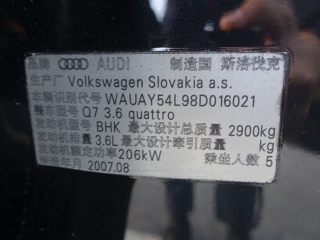 品牌 AUDI 制造国 斯洛伐克
生产厂 Volkswagen Slovakia a.s.
车辆识别代号 WAUAY54L98D016021
整车型号 Q7 3.6 quattro
发动机型号 BHK 最大设计总质量 2900kg
发动机排量 3.6L 最大设计牵引质量 kg
发动机额定功率 206kW 乘坐人数 5
制造年月 2007.08